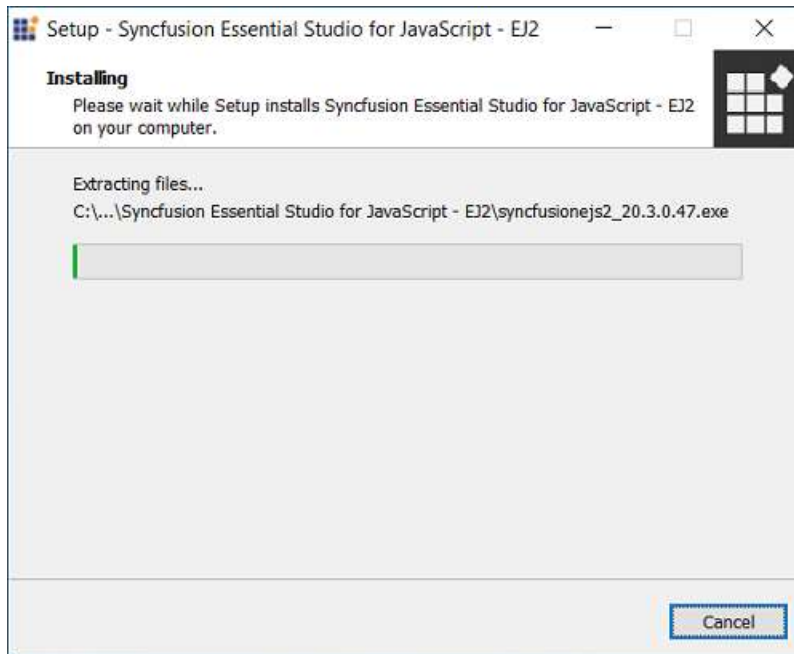 Setup - Syncfusion Essential Studio for JavaScript - EJ2
Installing
Please wait while Setup installs Syncfusion Essential Studio for JavaScript - EJ2
on your computer.
Extracting files...
C:\...\Syncfusion Essential Studio for JavaScript - EJ2\syncfusionejs2_20.3.0.47.exe
Cancel